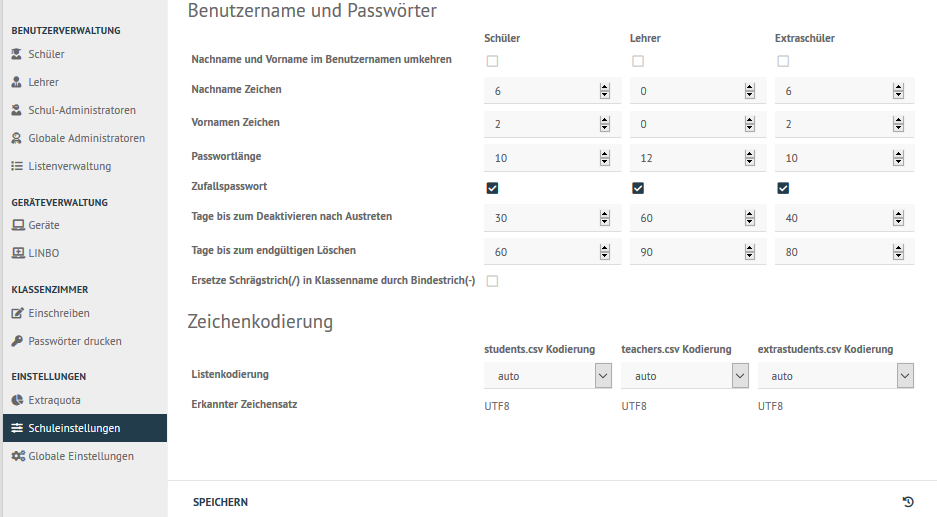 Benutzername und Passwörter
BENUTZERVERWALTUNG
Schüler
Lehrer
Schul-Administratoren
Globale Administratoren
Listenverwaltung
GERÄTEVERWALTUNG
Geräte
LINBO
KLASSENZIMMER
Einschreiben
Passwörter drucken
EINSTELLUNGEN
Extraquota
Schuleinstellungen
Globale Einstellungen
Schüler Lehrer Extraschüler
Nachname und Vorname im Benutzernamen umkehren
Nachname Zeichen 6 0 6
Vornamen Zeichen 2 0 2
Passwortlänge 10 12 10
Zufallspasswort
Tage bis zum Deaktivieren nach Austreten 30 60 40
Tage bis zum endgültigen Löschen 60 90 80
Ersetze Schrägstrich(/) in Klassenname durch Bindestrich(-)
Zeichenkodierung
students.csv Kodierung teachers.csv Kodierung extrastudents.csv Kodierung
Listenkodierung auto auto auto
Erkannter Zeichensatz UTF8 UTF8 UTF8
SPEICHERN